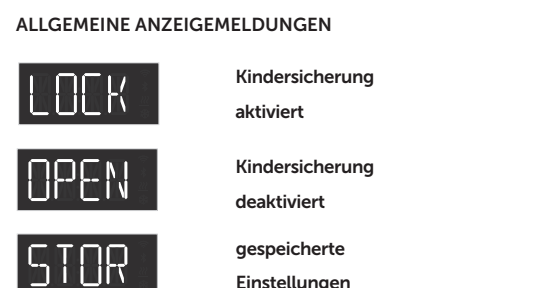 ALLGEMEINE ANZEIGEMELDUNGEN
LOCK
Kindersicherung
aktiviert
OPEN
Kindersicherung
deaktiviert
STOR
gespeicherte
Einstellungen